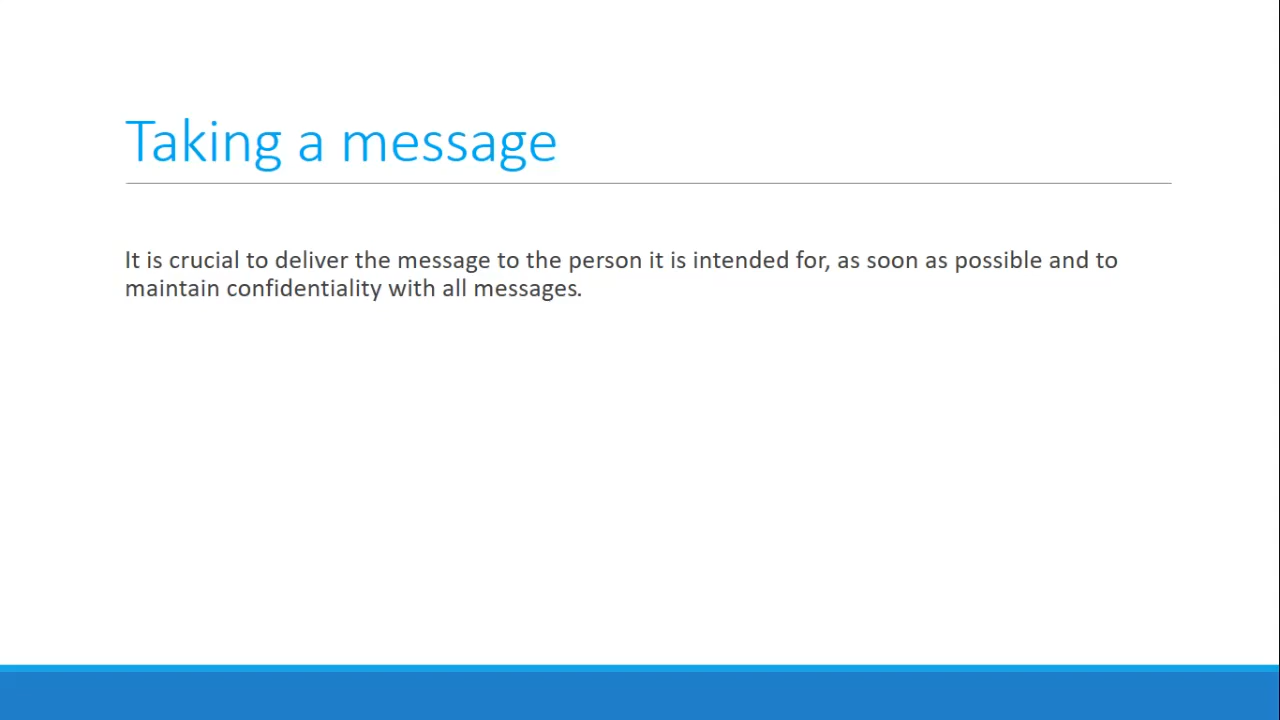 Taking a message
It is crucial to deliver the message to the person it is intended for, as soon as possible and to
maintain confidentiality with all messages.